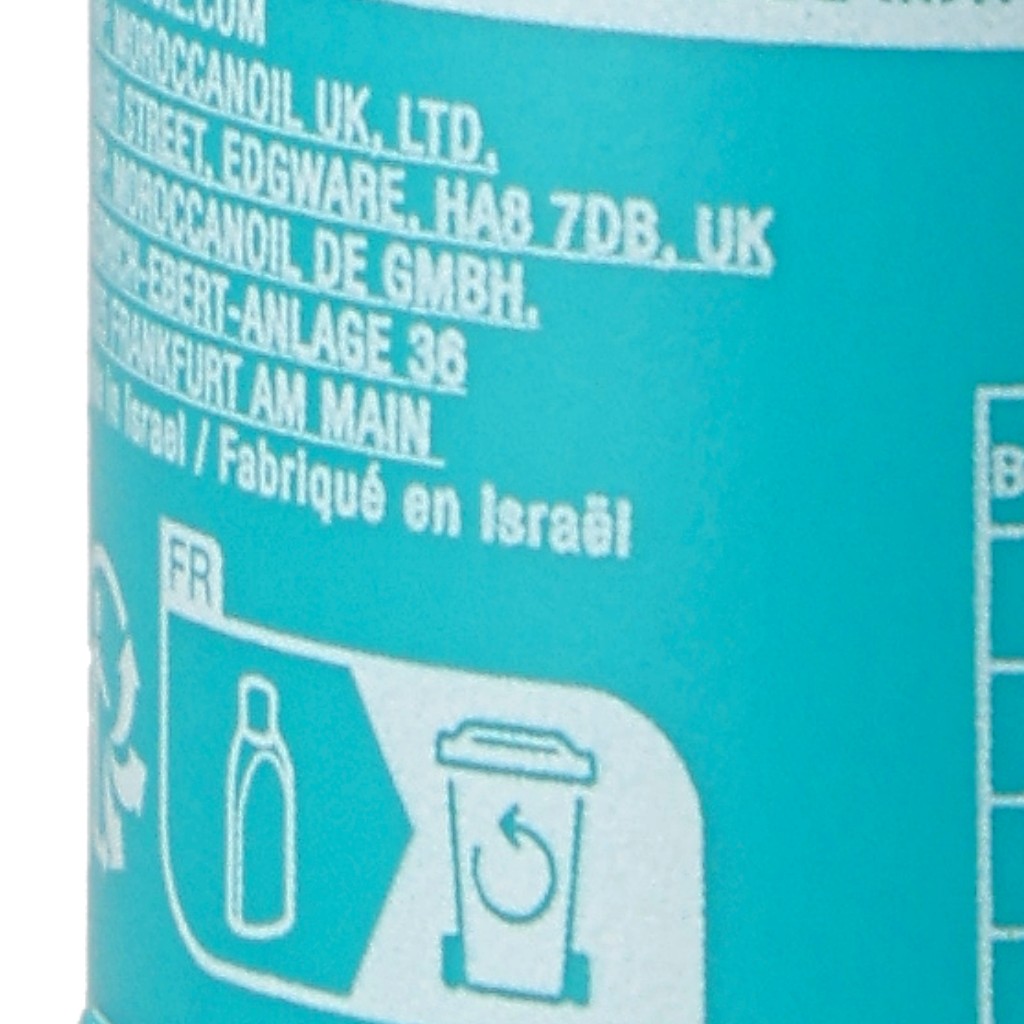 MOROCCANOIL UK, LTD.
STREET, EDGWARE, HA8 7DB, UK
MOROCCANOIL DE GMBH.
-EBERT-ANLAGE 36
FRANKFURT AM MAIN
in Israel / Fabriqué en Israël
FR
B